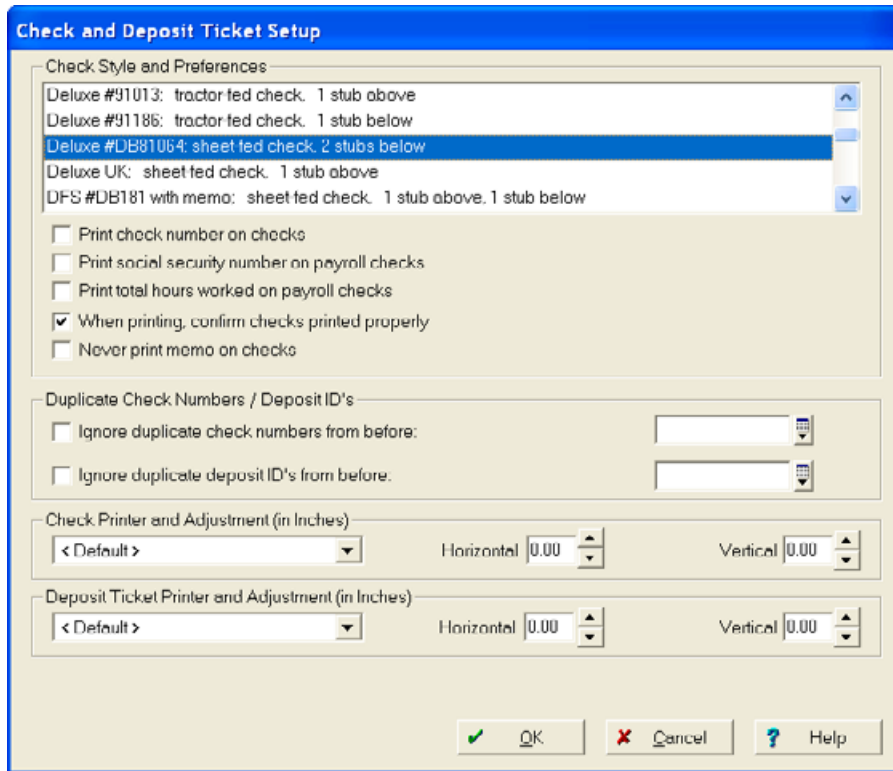 Check and Deposit Ticket Setup
Check Style and Preferences
Deluxe #91013: tractor fed check. 1 stub above
Deluxe #91186: tractor fed check. 1 stub below
Deluxe #DB81064: sheet fed check. 2 stubs below
Deluxe UK: sheet fed check. 1 stub above
DFS #DB181 with memo: sheet fed check. 1 stub above. 1 stub below
Print check number on checks
Print social security number on payroll checks
Print total hours worked on payroll checks
When printing, confirm checks printed properly
Never print memo on checks
Duplicate Check Numbers / Deposit ID's
Ignore duplicate check numbers from before:
Ignore duplicate deposit ID's from before:
Check Printer and Adjustment (in Inches)
< Default > Horizontal 0.00 Vertical 0.00
Deposit Ticket Printer and Adjustment (in Inches)
< Default > Horizontal 0.00 Vertical 0.00
OK Cancel ? Help